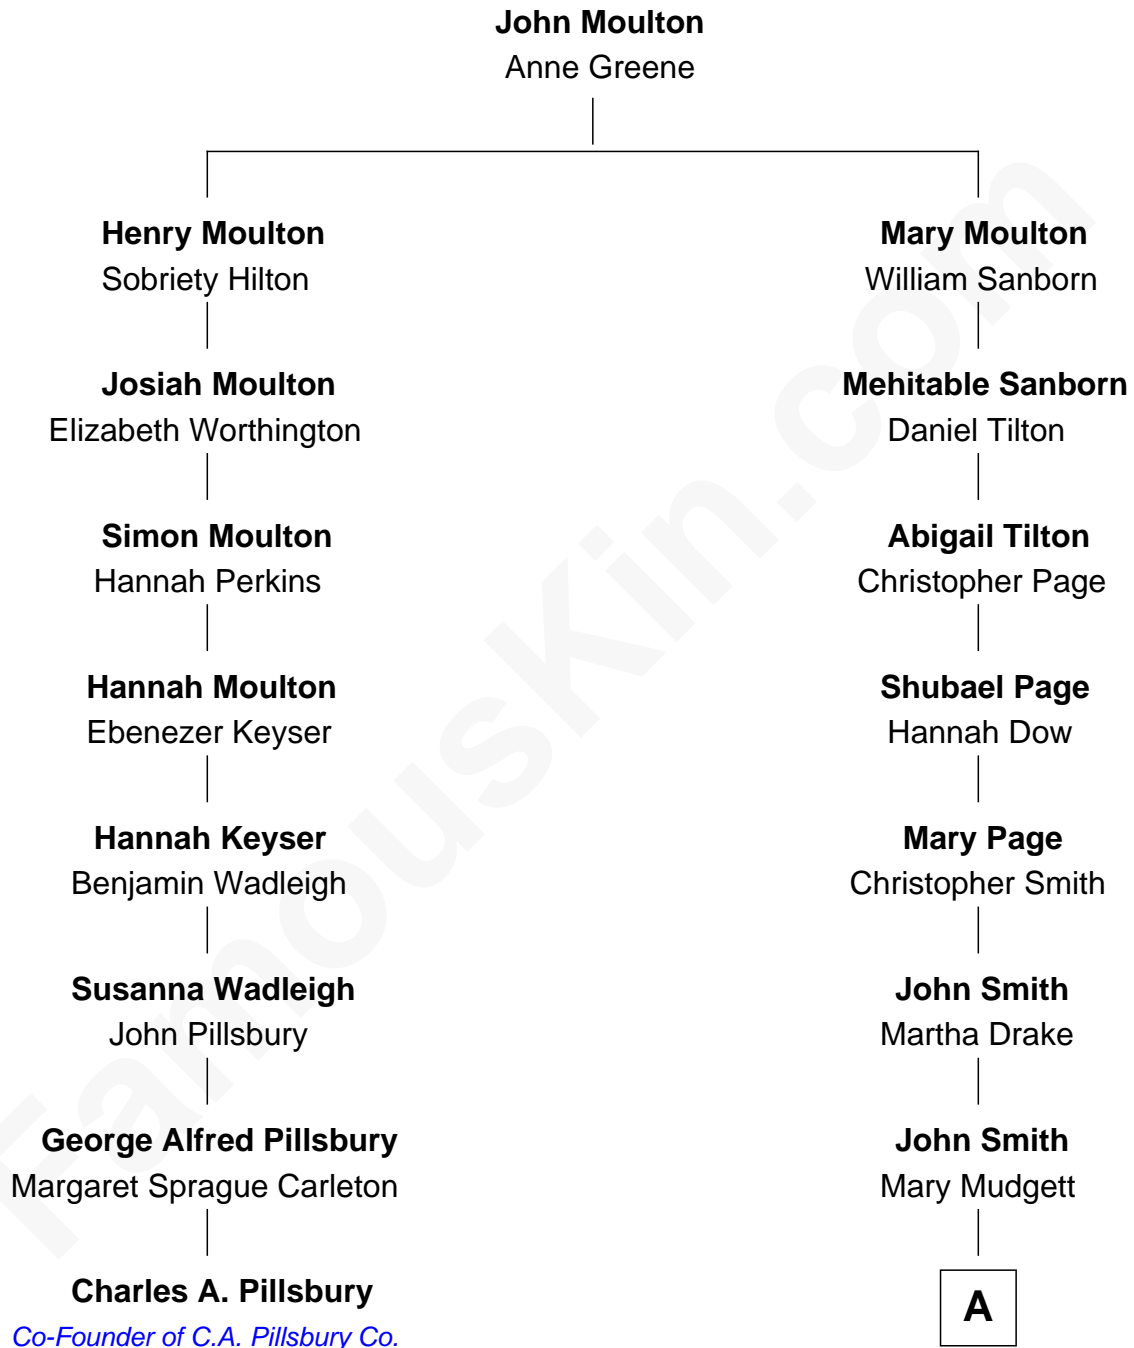 John Moulton
Anne Greene
Henry Moulton
Sobriety Hilton
Mary Moulton
William Sanborn
Josiah Moulton
Elizabeth Worthington
Mehitable Sanborn
Daniel Tilton
Simon Moulton
Hannah Perkins
Abigail Tilton
Christopher Page
Hannah Moulton
Ebenezer Keyser
Shubael Page
Hannah Dow
Hannah Keyser
Benjamin Wadleigh
Mary Page
Christopher Smith
Susanna Wadleigh
John Pillsbury
John Smith
Martha Drake
George Alfred Pillsbury
Margaret Sprague Carleton
John Smith
Mary Mudgett
Charles A. Pillsbury
Co-Founder of C.A. Pillsbury Co.
A
FamousKin.com